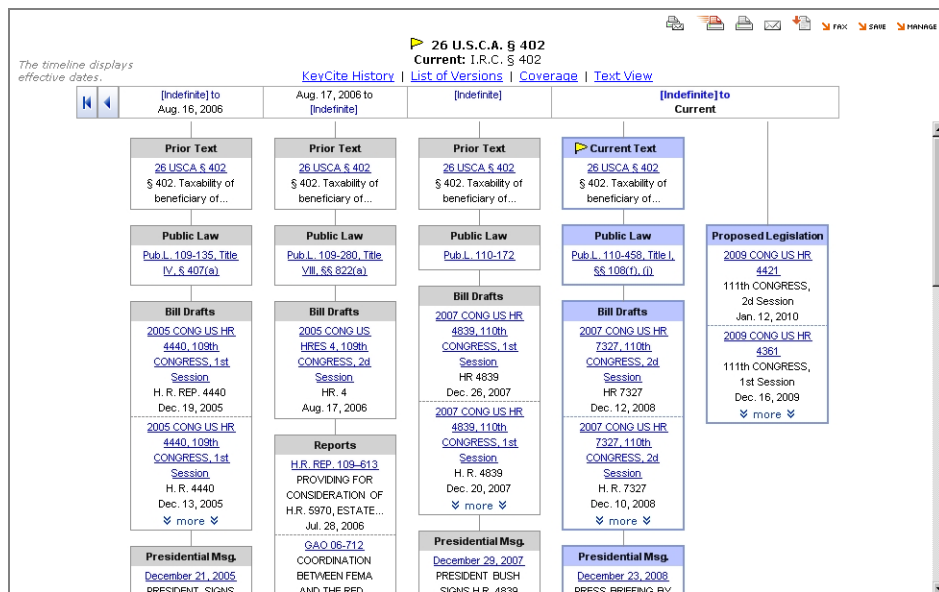 FAX
SAVE
MANAGE
26 U.S.C.A. § 402
Current: I.R.C. § 402
The timeline displays
effective dates.
KeyCite History | List of Versions | Coverage | Text View
[Indefinite] to
Aug. 16, 2006
Aug. 17, 2006 to
[Indefinite]
[Indefinite]
[Indefinite] to
Current
Prior Text
26 USCA § 402
§ 402. Taxability of
beneficiary of...
Public Law
Pub.L. 109-135, Title
IV, § 407(a)
Bill Drafts
2005 CONG US HR
4440, 109th
CONGRESS, 1st
Session
H. R. REP. 4440
Dec. 19, 2005
2005 CONG US HR
4440, 109th
CONGRESS, 1st
Session
H. R. 4440
Dec. 13, 2005
more
Presidential Msg.
December 21, 2005
PRESIDENT SIGNS
Prior Text
26 USCA § 402
§ 402. Taxability of
beneficiary of...
Public Law
Pub.L. 109-280, Title
VIII, §§ 822(a)
Bill Drafts
2005 CONG US
HRES 4, 109th
CONGRESS, 2d
Session
HR. 4
Aug. 17, 2006
Reports
H.R. REP. 109–613
PROVIDING FOR
CONSIDERATION OF
H.R. 5970, ESTATE...
Jul. 28, 2006
GAO 06-712
COORDINATION
BETWEEN FEMA
AND THE RED
Prior Text
26 USCA § 402
§ 402. Taxability of
beneficiary of...
Public Law
Pub.L. 110-172
Bill Drafts
2007 CONG US HR
4839, 110th
CONGRESS, 1st
Session
HR 4839
Dec. 26, 2007
2007 CONG US HR
4839, 110th
CONGRESS, 1st
Session
H. R. 4839
Dec. 20, 2007
more
Presidential Msg.
December 29, 2007
PRESIDENT BUSH
SIGNS H.R. 4839
Current Text
26 USCA § 402
§ 402. Taxability of
beneficiary of...
Public Law
Pub.L. 110-458, Title I,
§§ 108(f), (j)
Bill Drafts
2007 CONG US HR
7327, 110th
CONGRESS, 2d
Session
HR 7327
Dec. 12, 2008
2007 CONG US HR
7327, 110th
CONGRESS, 2d
Session
H. R. 7327
Dec. 10, 2008
more
Presidential Msg.
December 23, 2008
PRESS BRIEFING BY
Proposed Legislation
2009 CONG US HR
4421
111th CONGRESS,
2d Session
Jan. 12, 2010
2009 CONG US HR
4361
111th CONGRESS,
1st Session
Dec. 16, 2009
more